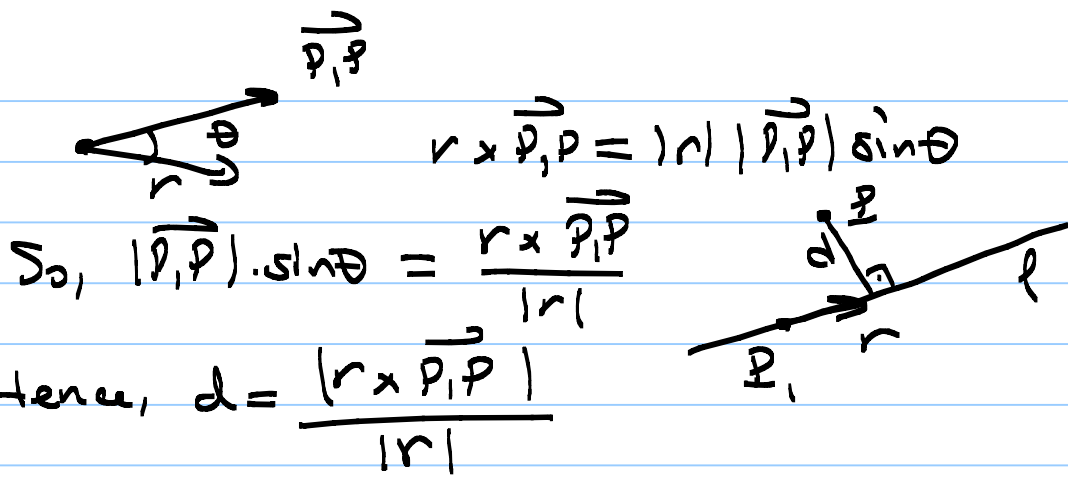 P₁P
θ
r
r × P₁P = |r| |P₁P| sinθ
P
So, |P₁P|.sinθ = r × P₁P / |r|
d
l
r
P₁
Hence, d = |r × P₁P| / |r|